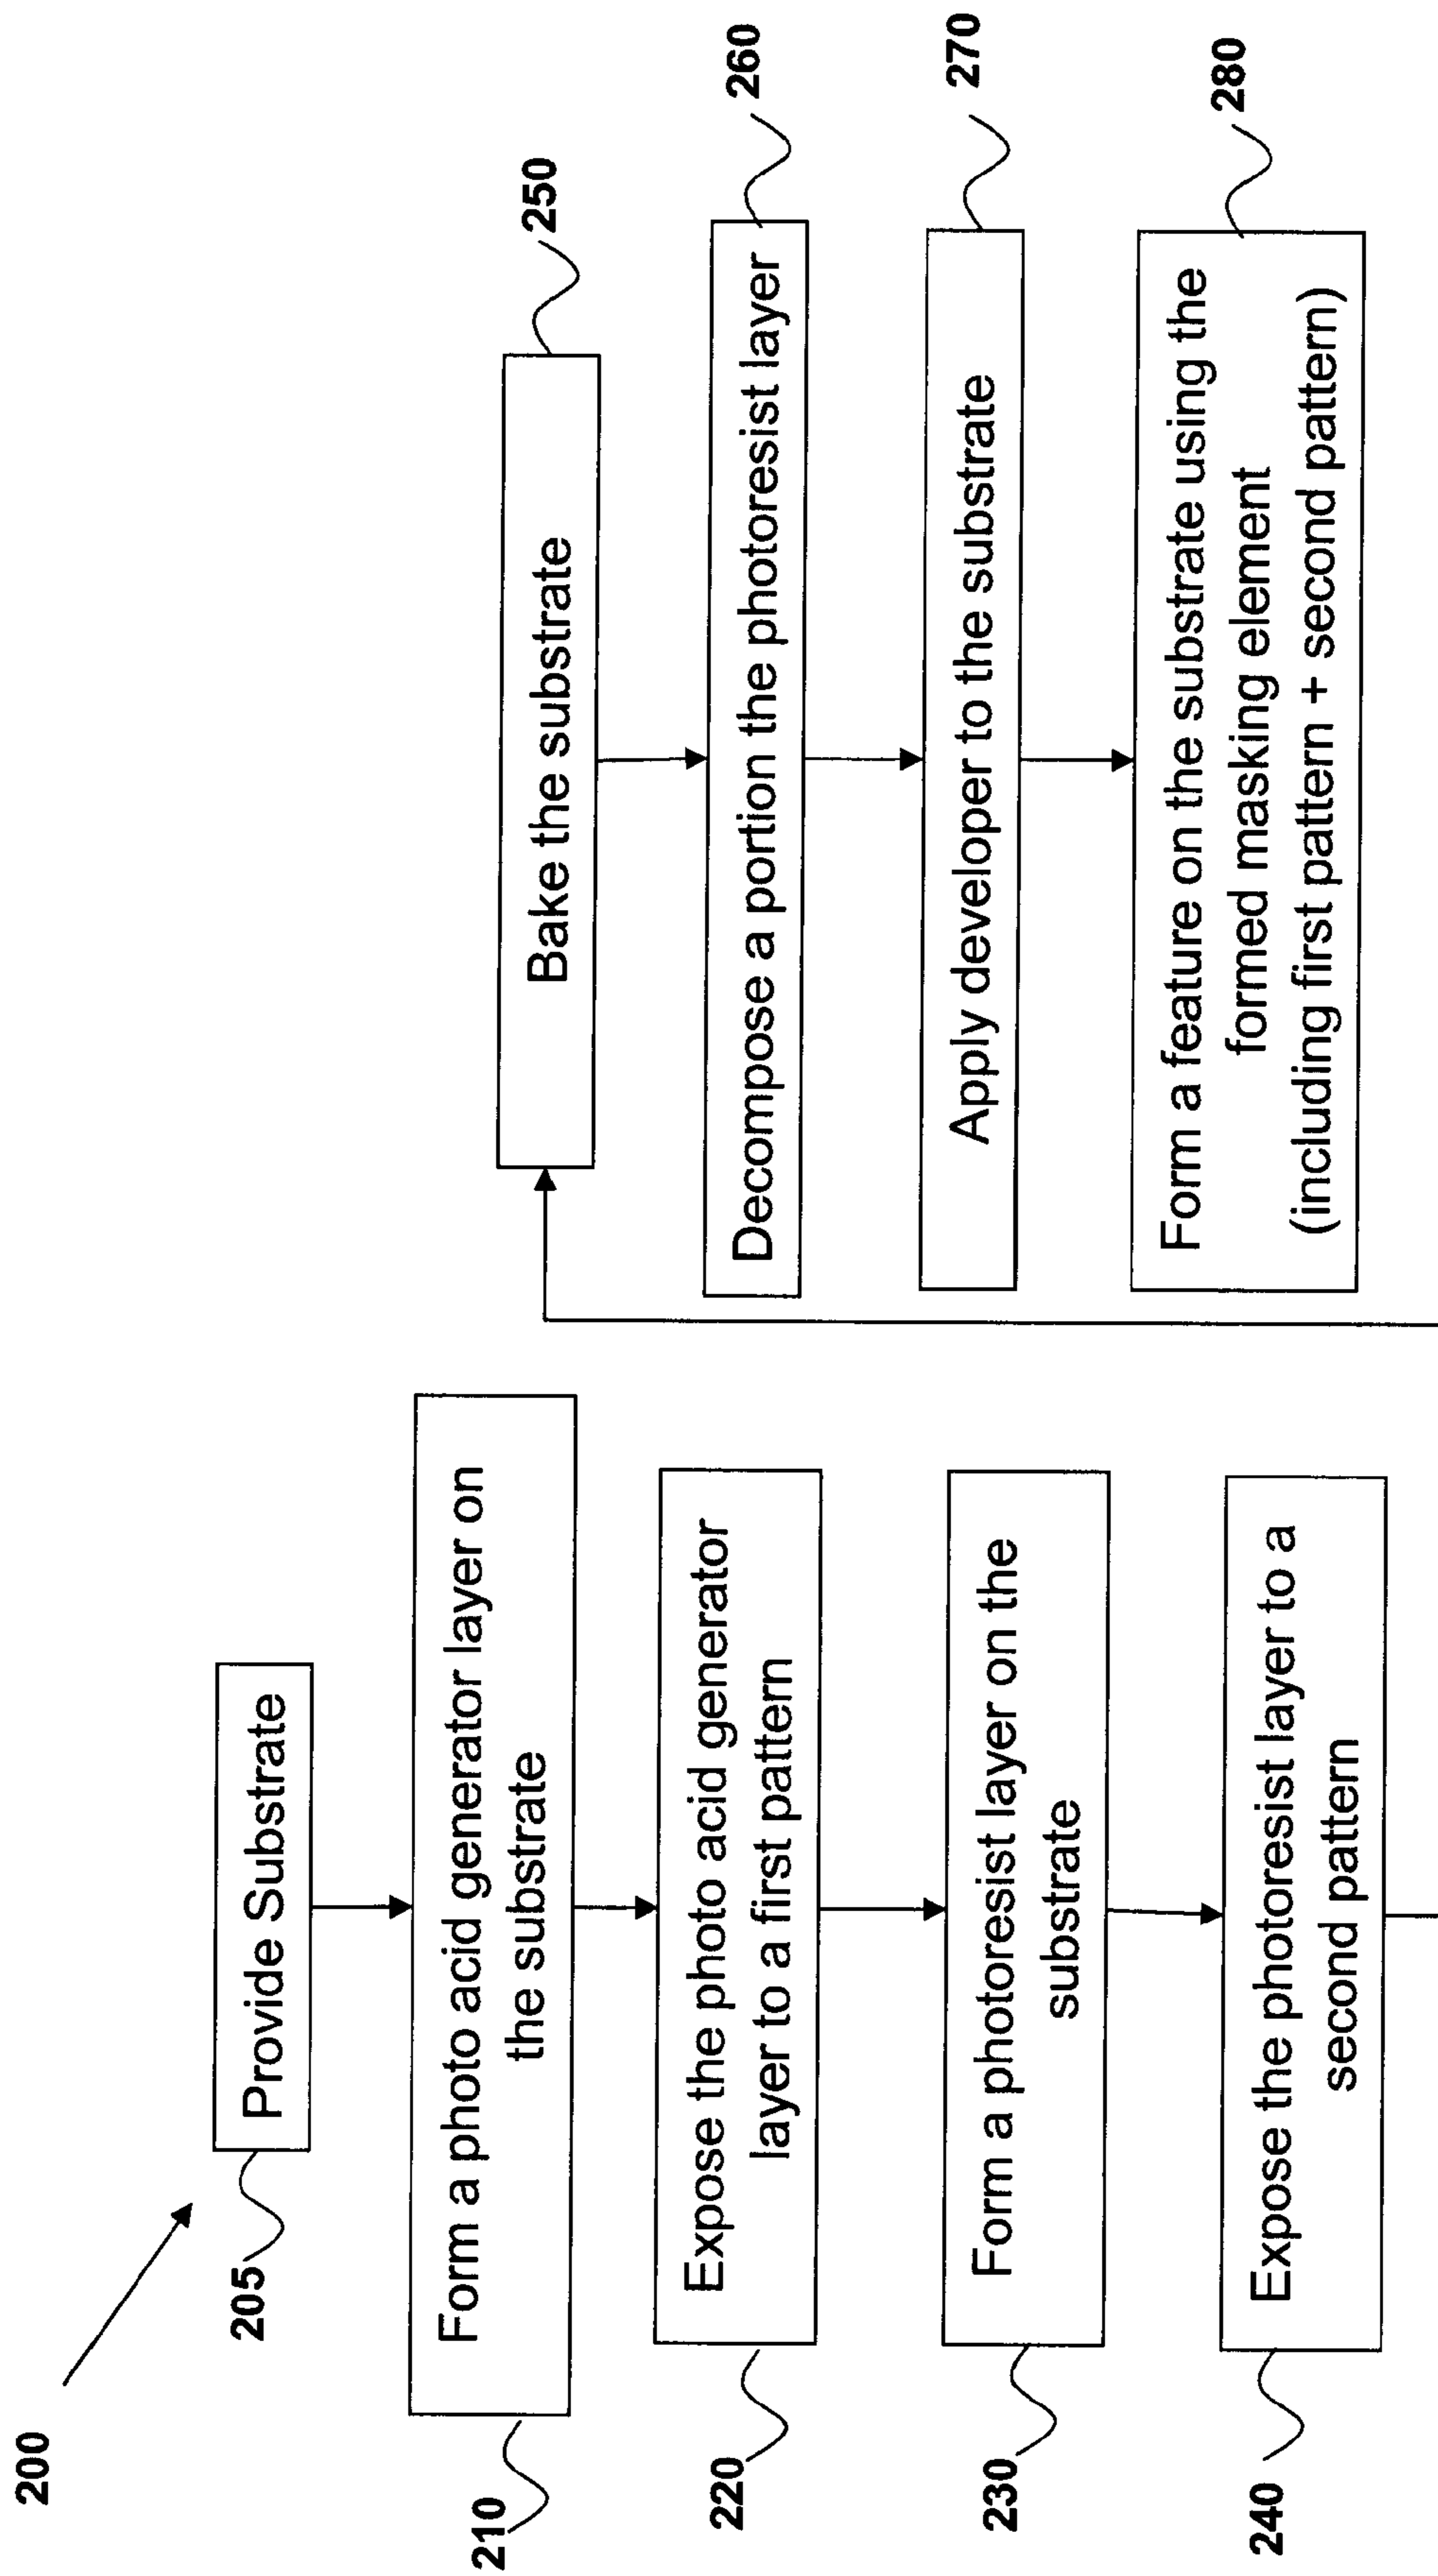 200
205
Provide Substrate
210
Form a photo acid generator layer on
the substrate
220
Expose the photo acid generator
layer to a first pattern
230
Form a photoresist layer on the
substrate
240
Expose the photoresist layer to a
second pattern
250
Bake the substrate
260
Decompose a portion the photoresist layer
270
Apply developer to the substrate
280
Form a feature on the substrate using the
formed masking element
(including first pattern + second pattern)